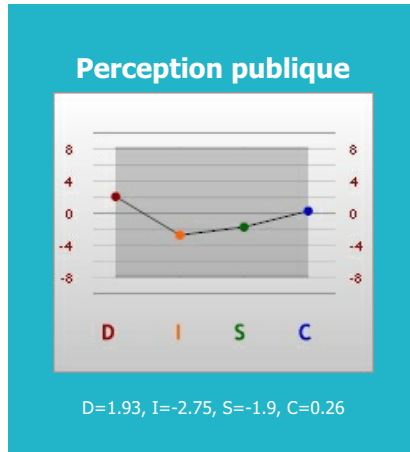 Perception publique
8 8
4 4
0 0
-4 -4
-8 -8
D I S C
D=1.93, I=-2.75, S=-1.9, C=0.26